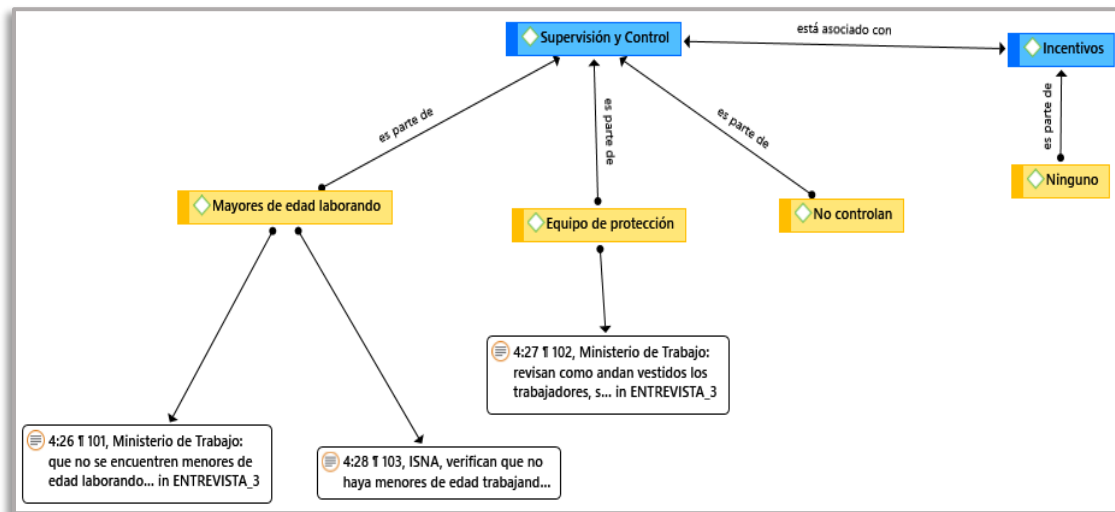 Supervisión y Control
está asociado con
Incentivos
es parte de
es parte de
es parte de
es parte de
Mayores de edad laborando
Equipo de protección
No controlan
Ninguno
4:27 ¶ 102, Ministerio de Trabajo:
revisan como andan vestidos los
trabajadores, s... in ENTREVISTA_3
4:26 ¶ 101, Ministerio de Trabajo:
que no se encuentren menores de
edad laborando... in ENTREVISTA_3
4:28 ¶ 103, ISNA, verifican que no
haya menores de edad trabajand...